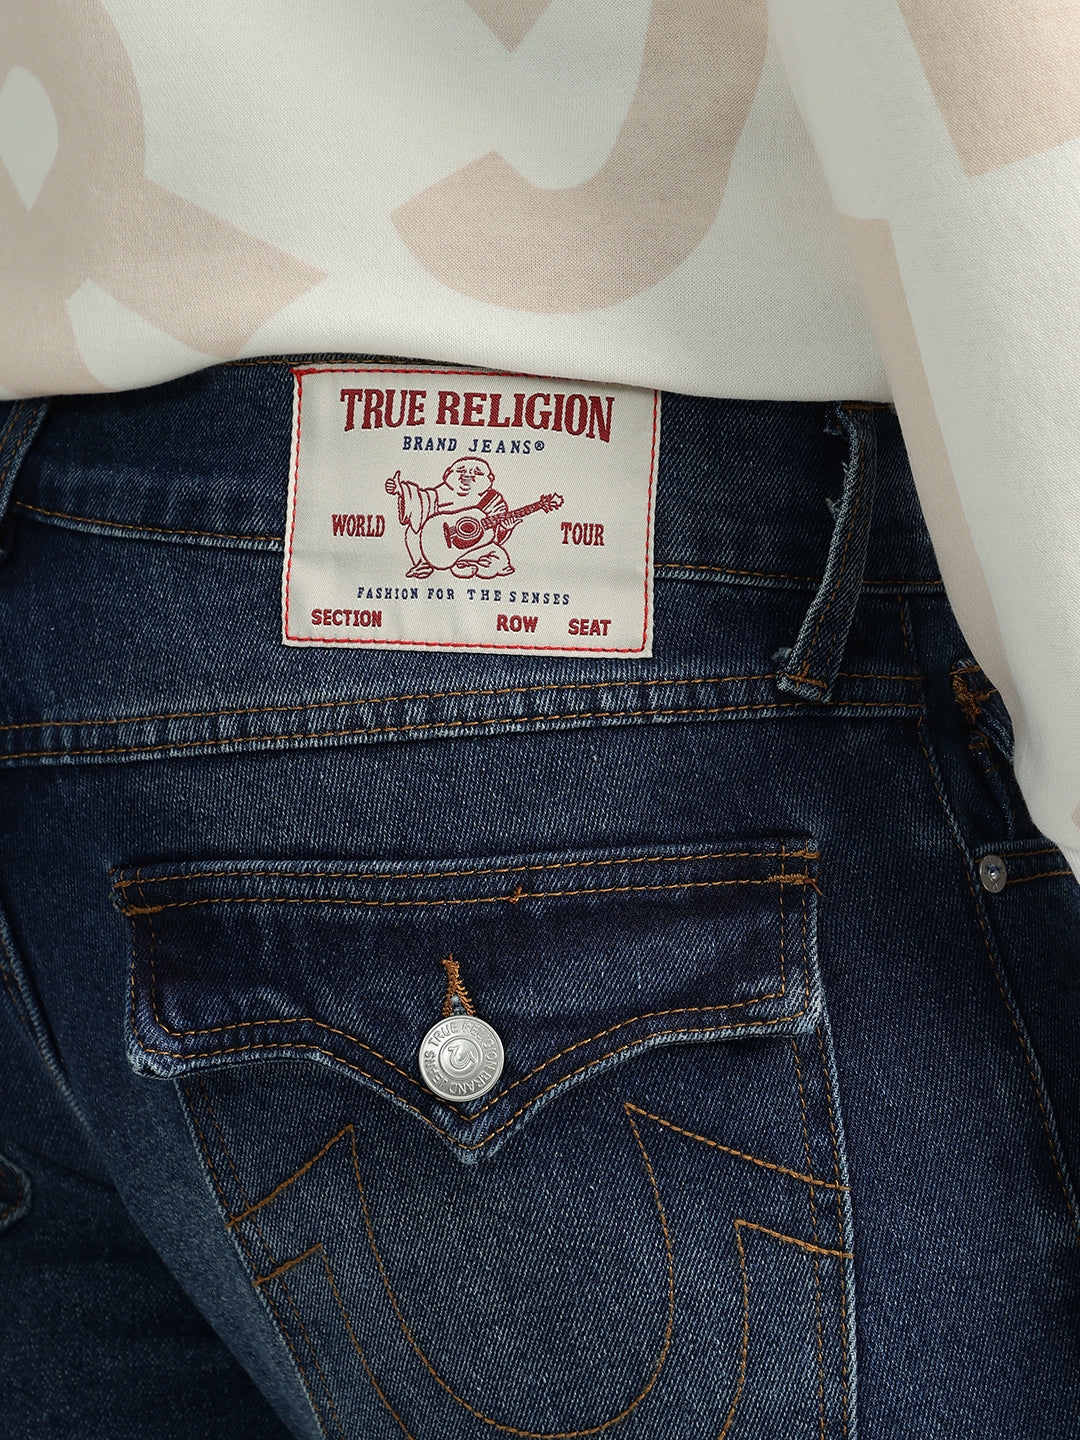 TRUE RELIGION
BRAND JEANS®
WORLD TOUR
FASHION FOR THE SENSES
SECTION ROW SEAT
TRUE RELIGION BRAND JEANS